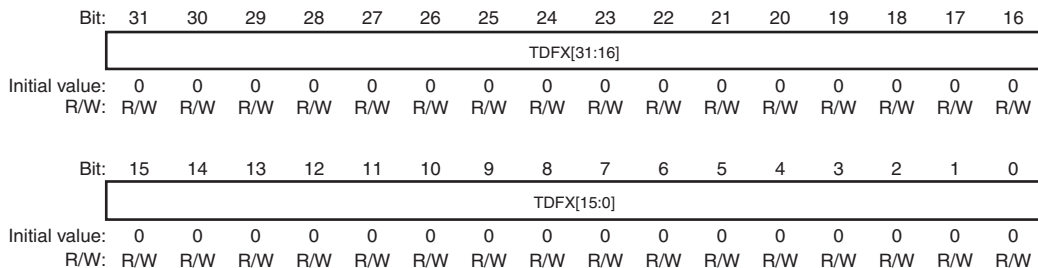 Bit: 31 30 29 28 27 26 25 24 23 22 21 20 19 18 17 16
TDFX[31:16]
Initial value: 0 0 0 0 0 0 0 0 0 0 0 0 0 0 0 0
R/W: R/W R/W R/W R/W R/W R/W R/W R/W R/W R/W R/W R/W R/W R/W R/W R/W
Bit: 15 14 13 12 11 10 9 8 7 6 5 4 3 2 1 0
TDFX[15:0]
Initial value: 0 0 0 0 0 0 0 0 0 0 0 0 0 0 0 0
R/W: R/W R/W R/W R/W R/W R/W R/W R/W R/W R/W R/W R/W R/W R/W R/W R/W